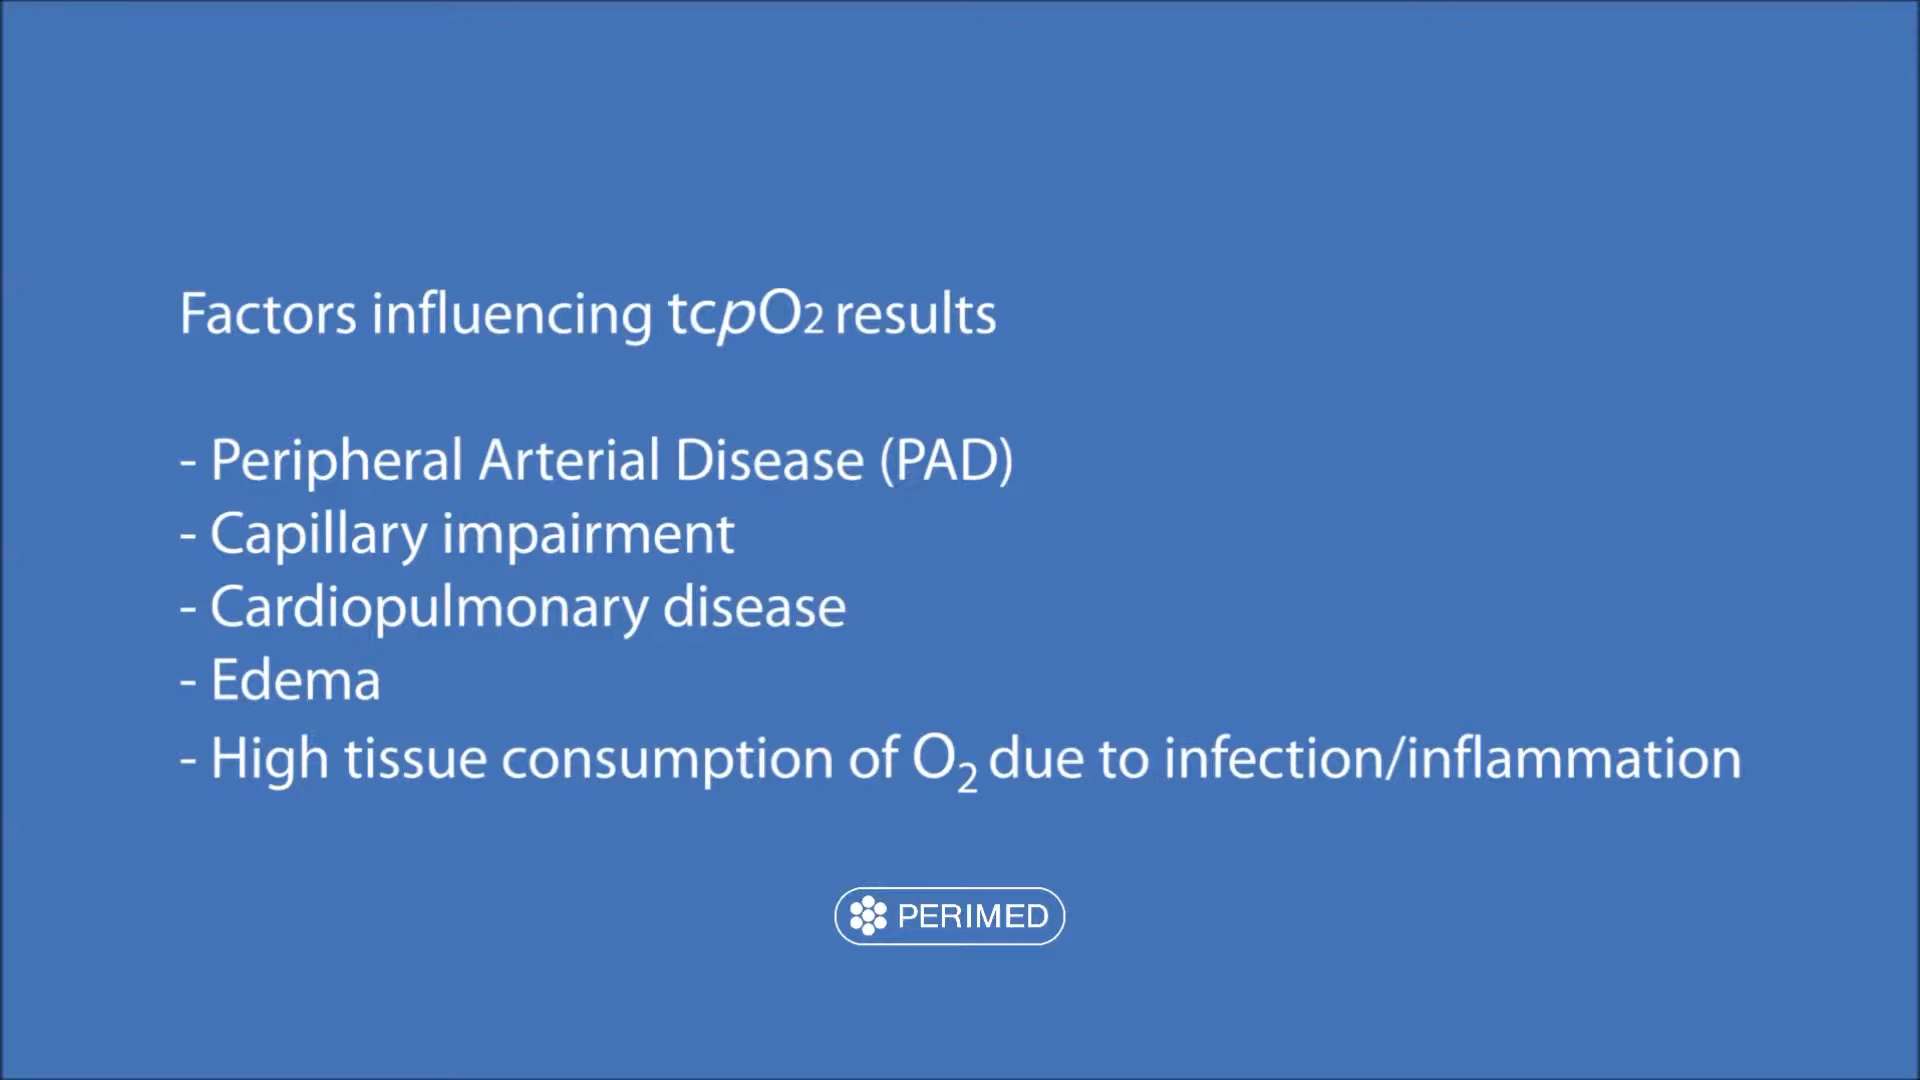 Factors influencing tcpO2 results
- Peripheral Arterial Disease (PAD)
- Capillary impairment
- Cardiopulmonary disease
- Edema
- High tissue consumption of O₂ due to infection/inflammation
PERIMED